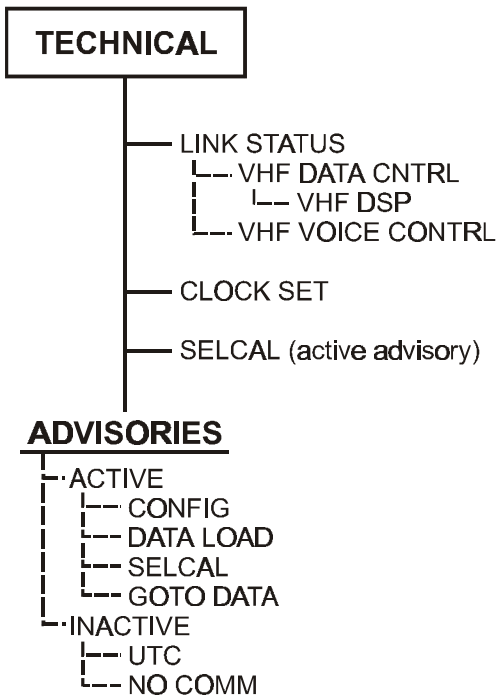 TECHNICAL
LINK STATUS
VHF DATA CNTRL
VHF DSP
VHF VOICE CONTRL
CLOCK SET
SELCAL (active advisory)
ADVISORIES
ACTIVE
CONFIG
DATA LOAD
SELCAL
GOTO DATA
INACTIVE
UTC
NO COMM